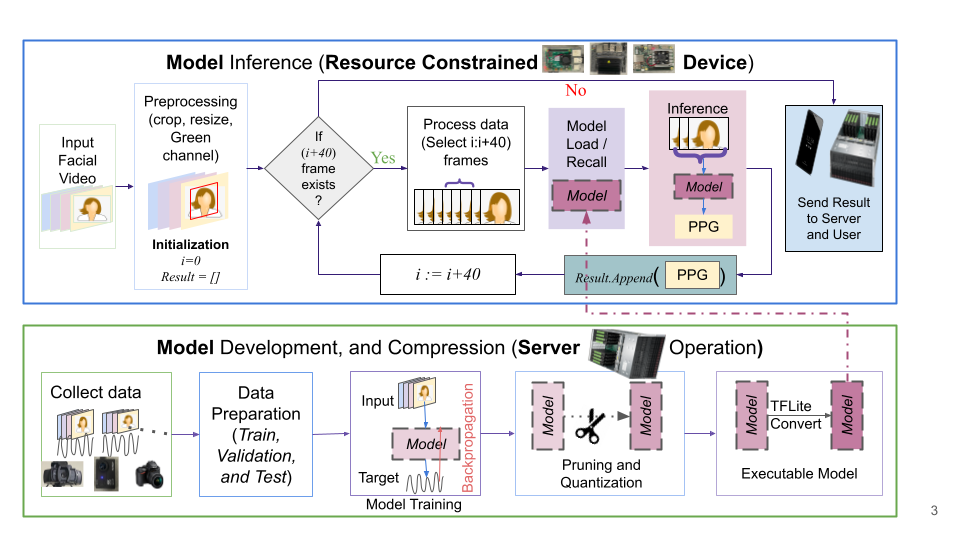 Model Inference (Resource Constrained Device)
Input
Facial
Video
Preprocessing
(crop, resize,
Green
channel)
Initialization
i=0
Result = []
If
(i+40)
frame
exists
?
Yes
No
Process data
(Select i:i+40)
frames
Model
Load /
Recall
Model
Inference
Model
PPG
Send Result
to Server
and User
i := i+40
Result.Append( PPG )
Model Development, and Compression (Server Operation)
Collect data
Data
Preparation
(Train,
Validation,
and Test)
Input
Model
Target
Backpropagation
Model Training
Model
Model
Pruning and
Quantization
Model
TFLite
Convert
Model
Executable Model
3